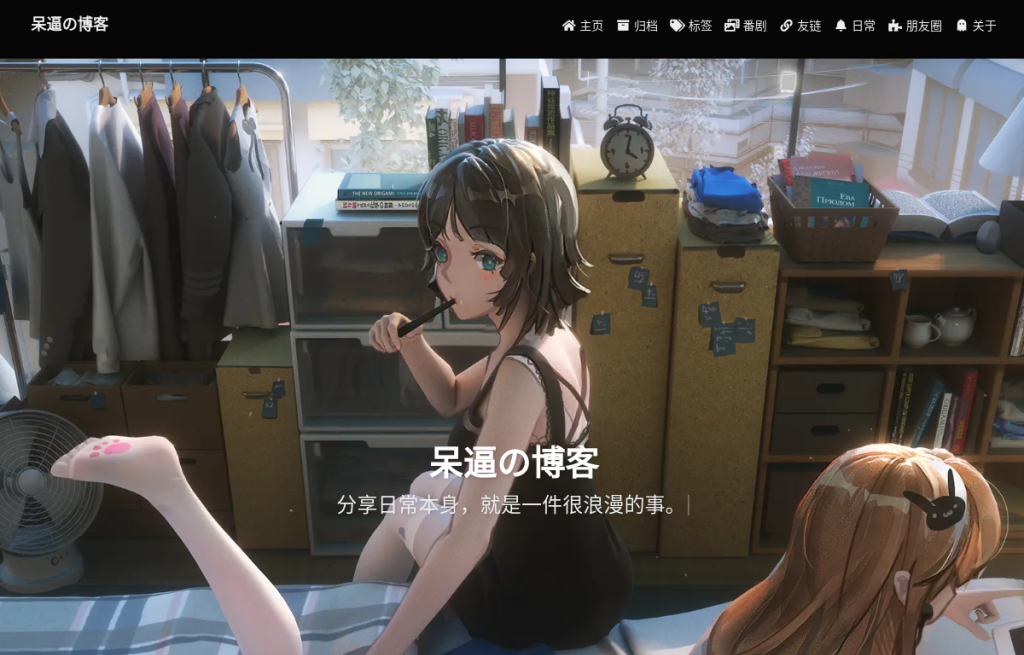 呆逼の博客
主页 归档 标签 番剧 友链 日常 朋友圈 关于
THE NEW ORIGAMI
Ева
Пρюдом
呆逼の博客
分享日常本身，就是一件很浪漫的事。|